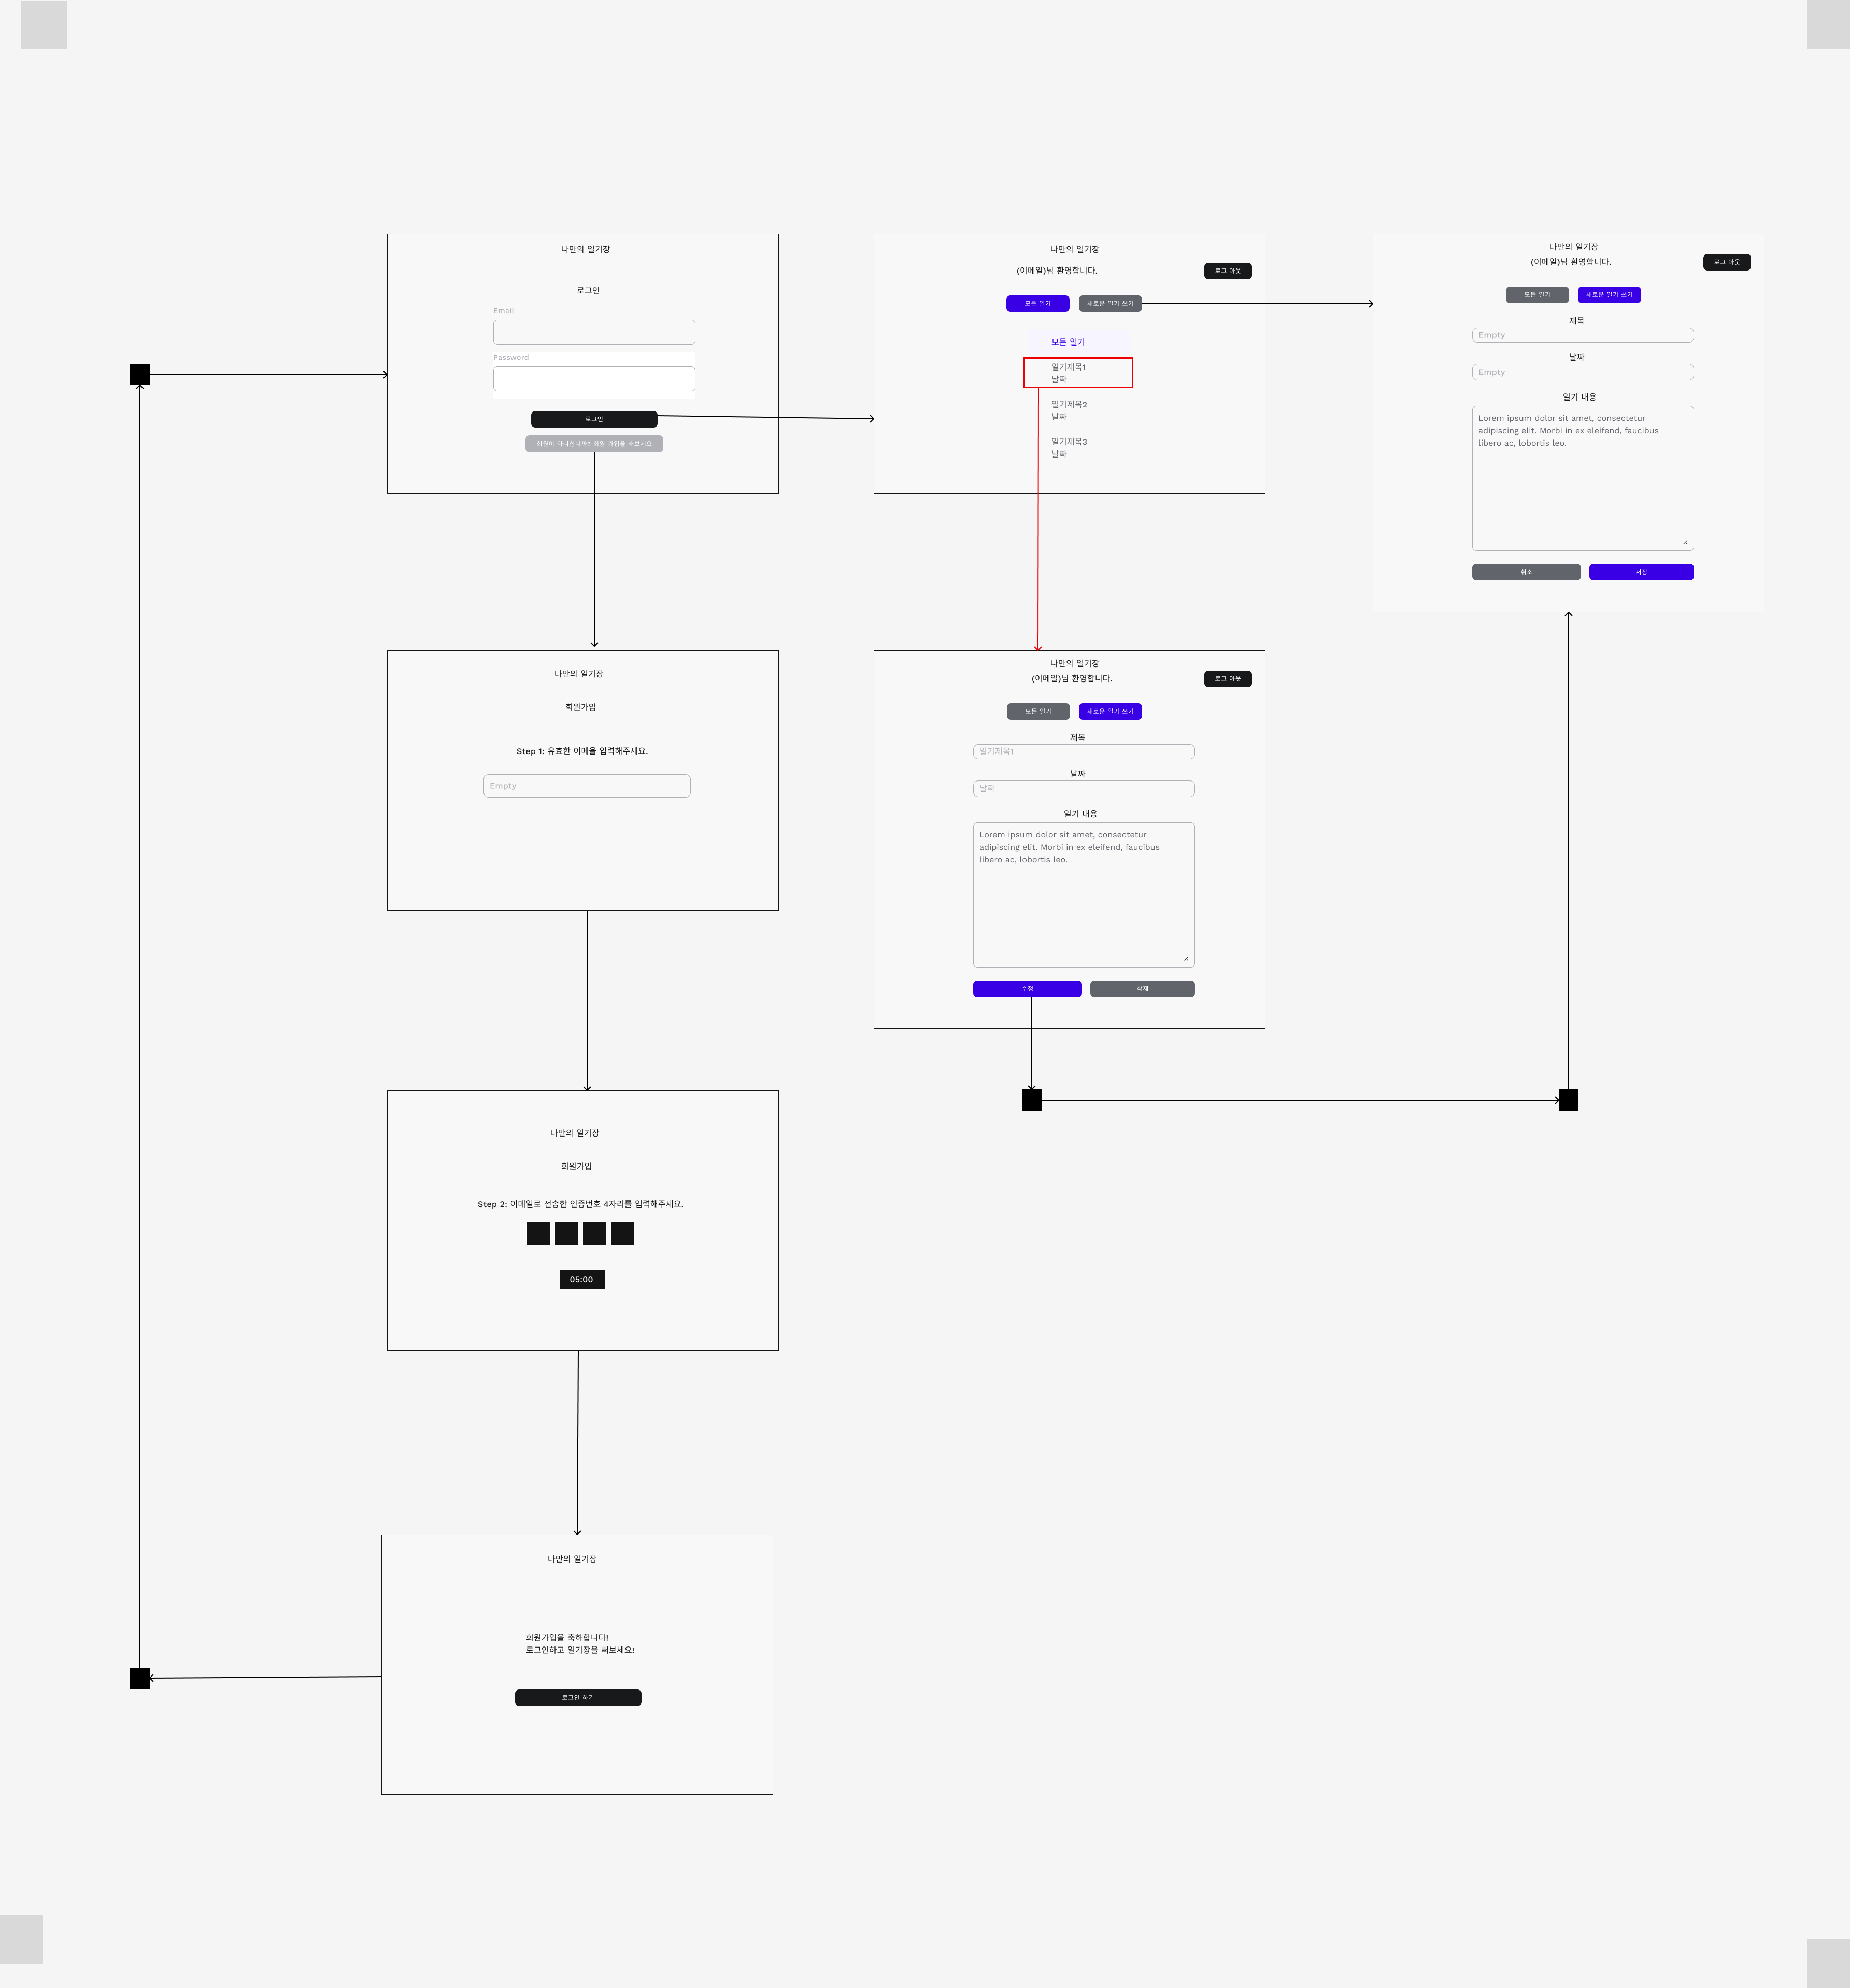 나만의 일기장
로그인
Email
Password
로그인
회원이 아니십니까? 회원 가입을 해보세요
나만의 일기장
(이메일)님 환영합니다.
로그 아웃
모든 일기
새로운 일기 쓰기
모든 일기
일기제목1
날짜
일기제목2
날짜
일기제목3
날짜
나만의 일기장
(이메일)님 환영합니다.
로그 아웃
모든 일기
새로운 일기 쓰기
제목
Empty
날짜
Empty
일기 내용
Lorem ipsum dolor sit amet, consectetur
adipiscing elit. Morbi in ex eleifend, faucibus
libero ac, lobortis leo.
취소
저장
나만의 일기장
회원가입
Step 1: 유효한 이메을 입력해주세요.
Empty
나만의 일기장
(이메일)님 환영합니다.
로그 아웃
모든 일기
새로운 일기 쓰기
제목
일기제목1
날짜
날짜
일기 내용
Lorem ipsum dolor sit amet, consectetur
adipiscing elit. Morbi in ex eleifend, faucibus
libero ac, lobortis leo.
수정
삭제
나만의 일기장
회원가입
Step 2: 이메일로 전송한 인증번호 4자리를 입력해주세요.
05:00
나만의 일기장
회원가입을 축하합니다!
로그인하고 일기장을 써보세요!
로그인 하기